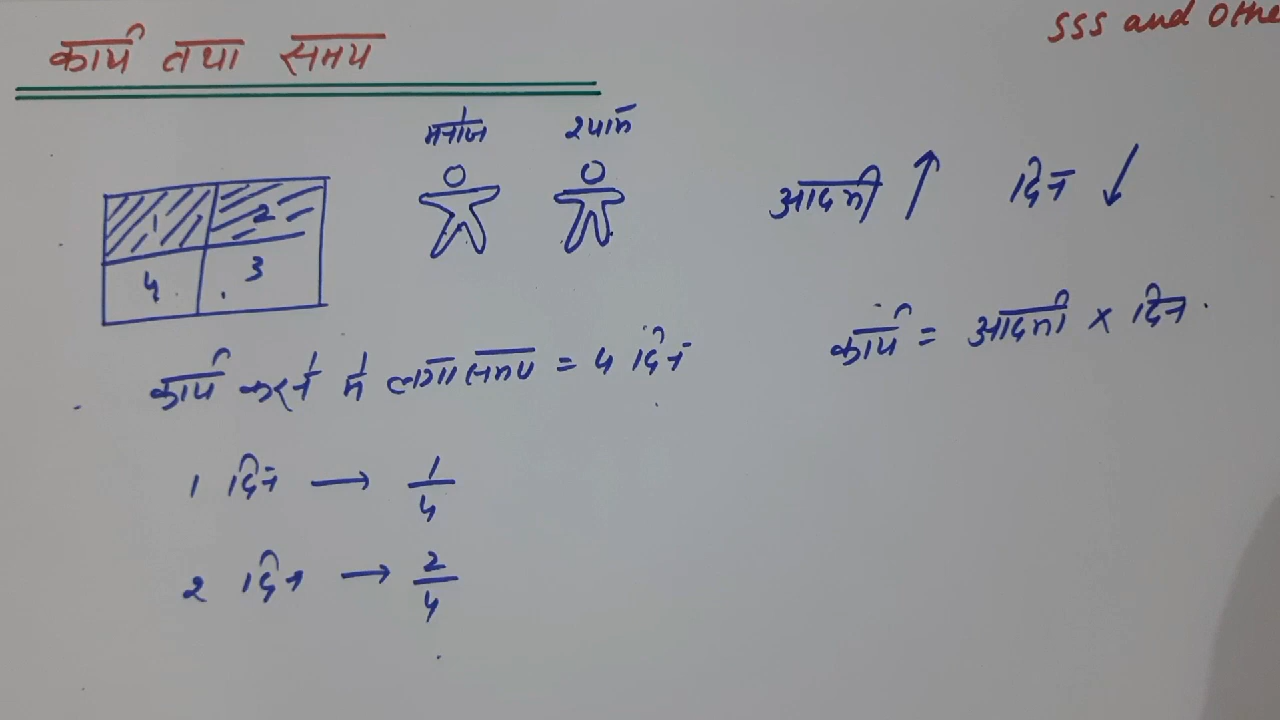 कार्य तथा समय
SSS and Othe
मनोज श्याम
1 2
4 3
आदमी ↑ दिन ↓
कार्य = आदमी × दिन
कार्य करने में लगा समय = 4 दिन
1 दिन → 1/4
2 दिन → 2/4